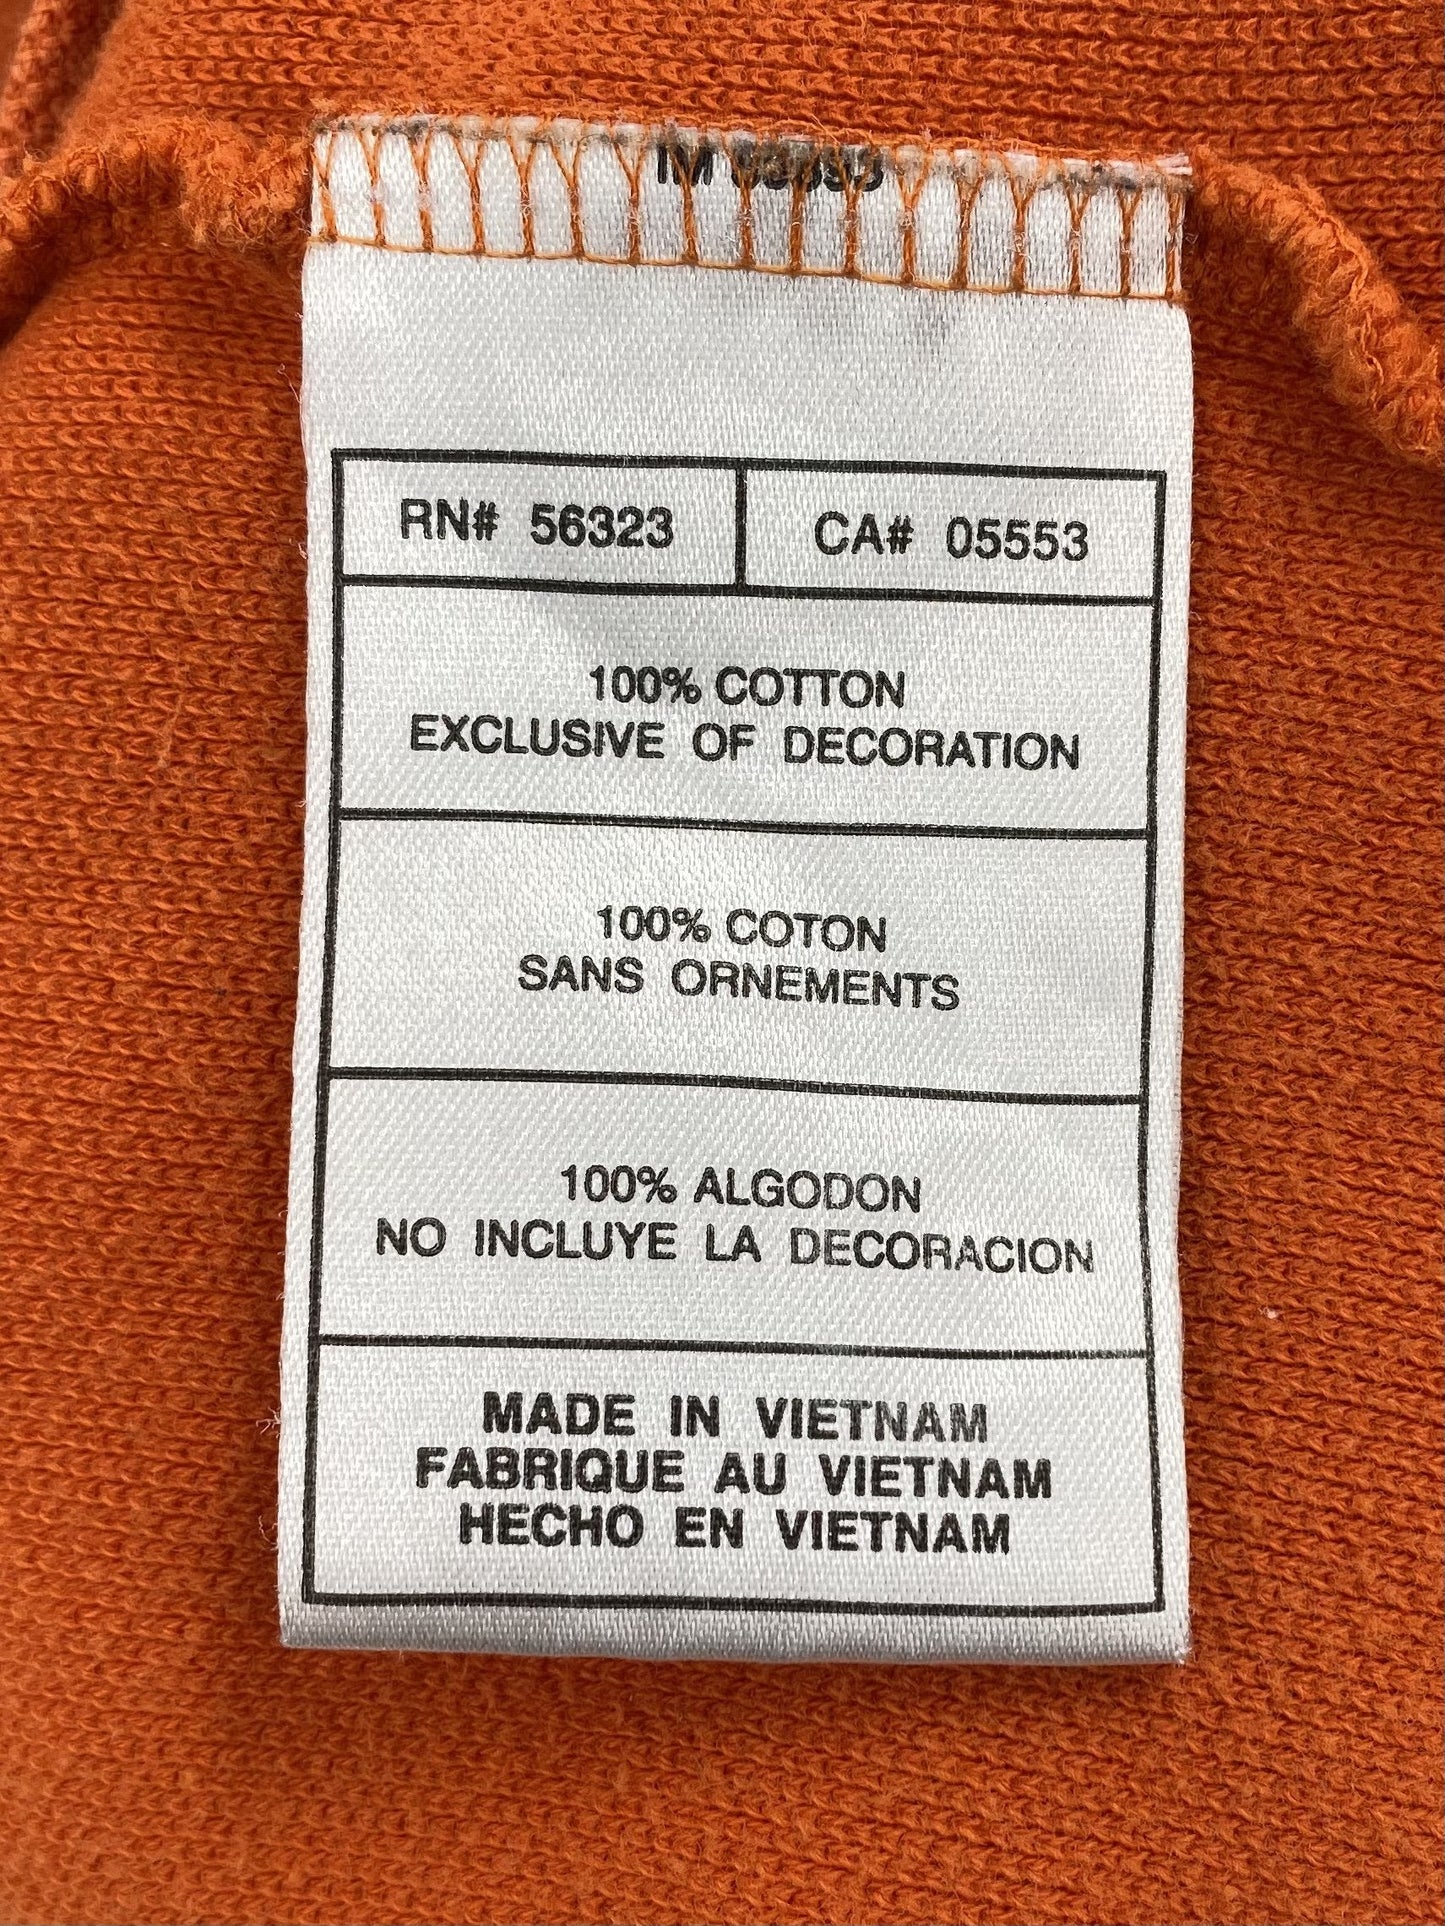 RN# 56323
CA# 05553
100% COTTON
EXCLUSIVE OF DECORATION
100% COTON
SANS ORNEMENTS
100% ALGODON
NO INCLUYE LA DECORACION
MADE IN VIETNAM
FABRIQUE AU VIETNAM
HECHO EN VIETNAM